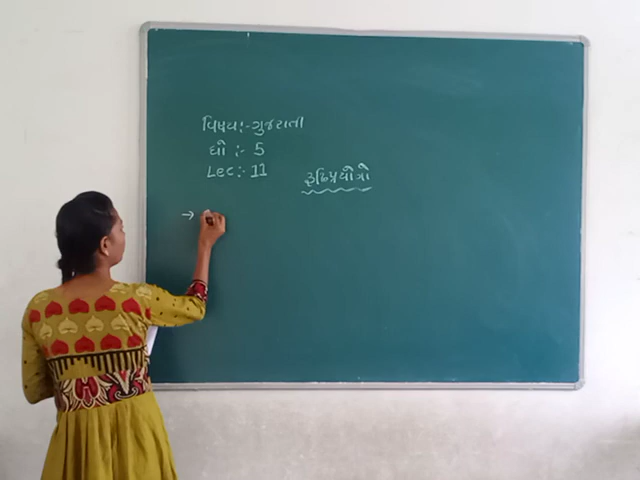 વિષય:- ગુજરાતી
ધો :- 5
Lec:- 11
રૂઢિપ્રયોગો
→